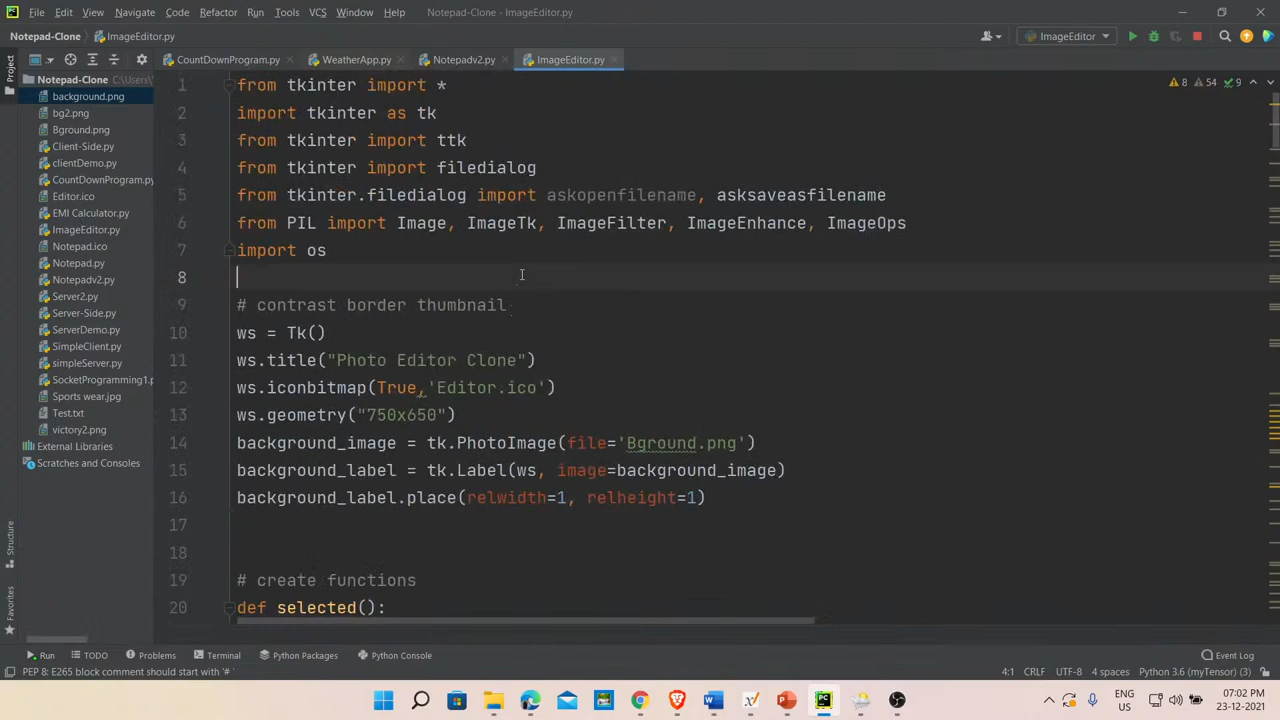 File Edit View Navigate Code Refactor Run Tools VCS Window Help Notepad-Clone - ImageEditor.py
Notepad-Clone ImageEditor.py ImageEditor
CountDownProgram.py WeatherApp.py Notepadv2.py ImageEditor.py
Project
Notepad-Clone C:\Users\
background.png
bg2.png
Bground.png
Client-Side.py
clientDemo.py
CountDownProgram.py
Editor.ico
EMI Calculator.py
ImageEditor.py
Notepad.ico
Notepad.py
Notepadv2.py
Server2.py
Server-Side.py
ServerDemo.py
SimpleClient.py
simpleServer.py
SocketProgramming1.p
Sports wear.jpg
Test.txt
victory2.png
External Libraries
Scratches and Consoles
Structure
Favorites
8 54 9
1 from tkinter import *
2 import tkinter as tk
3 from tkinter import ttk
4 from tkinter import filedialog
5 from tkinter.filedialog import askopenfilename, asksaveasfilename
6 from PIL import Image, ImageTk, ImageFilter, ImageEnhance, ImageOps
7 import os
8
9 # contrast border thumbnail
10 ws = Tk()
11 ws.title("Photo Editor Clone")
12 ws.iconbitmap(True,'Editor.ico')
13 ws.geometry("750x650")
14 background_image = tk.PhotoImage(file='Bground.png')
15 background_label = tk.Label(ws, image=background_image)
16 background_label.place(relwidth=1, relheight=1)
17
18
19 # create functions
20 def selected():
Run TODO Problems Terminal Python Packages Python Console Event Log
PEP 8: E265 block comment should start with '# ' 4:1 CRLF UTF-8 4 spaces Python 3.6 (myTensor) (3)
ENG
US
07:02 PM
23-12-2021